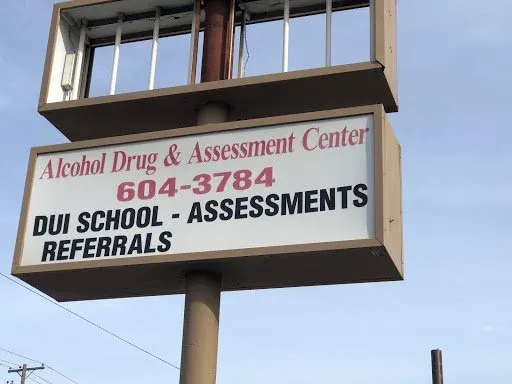 Alcohol Drug & Assessment Center
604-3784
DUI SCHOOL - ASSESSMENTS
REFERRALS